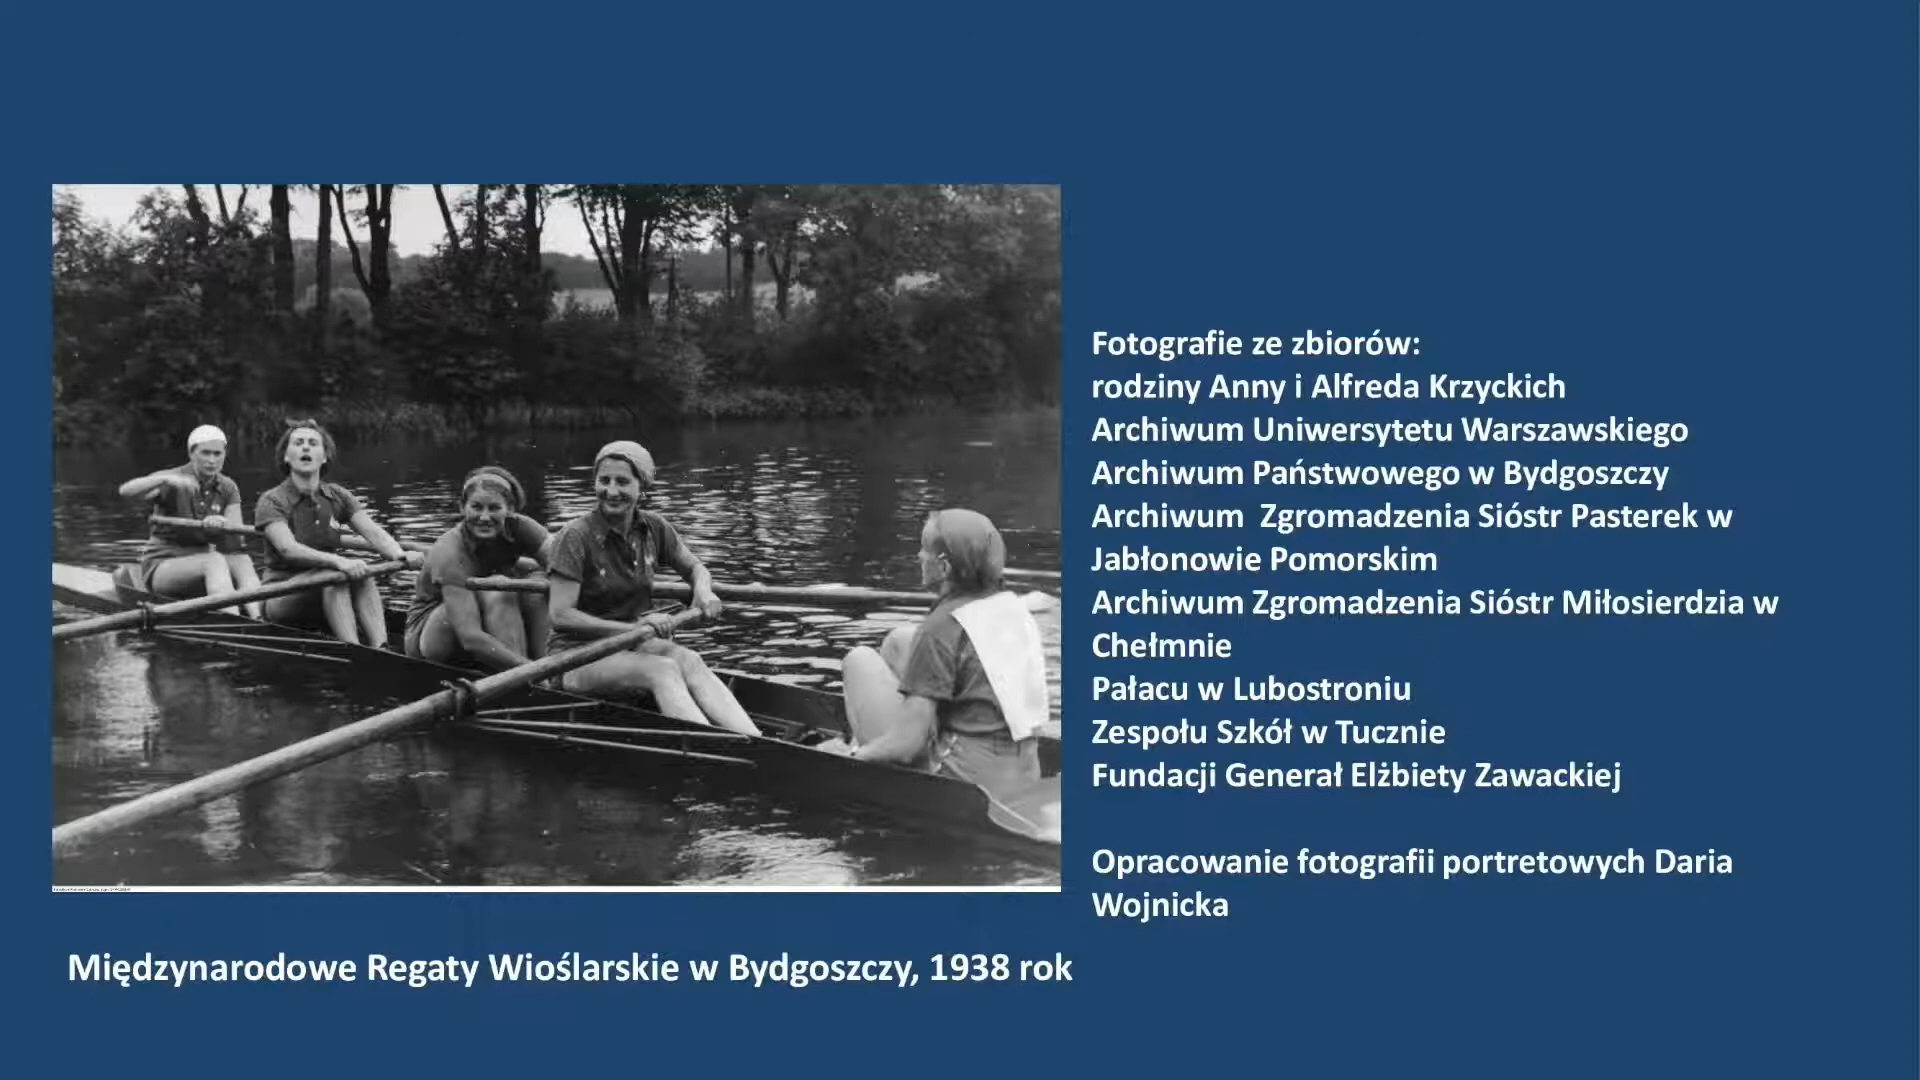 Fotografie ze zbiorów:
rodziny Anny i Alfreda Krzyckich
Archiwum Uniwersytetu Warszawskiego
Archiwum Państwowego w Bydgoszczy
Archiwum  Zgromadzenia Sióstr Pasterek w
Jabłonowie Pomorskim
Archiwum Zgromadzenia Sióstr Miłosierdzia w
Chełmnie
Pałacu w Lubostroniu
Zespołu Szkół w Tucznie
Fundacji Generał Elżbiety Zawackiej
Opracowanie fotografii portretowych Daria
Wojnicka
Międzynarodowe Regaty Wioślarskie w Bydgoszczy, 1938 rok